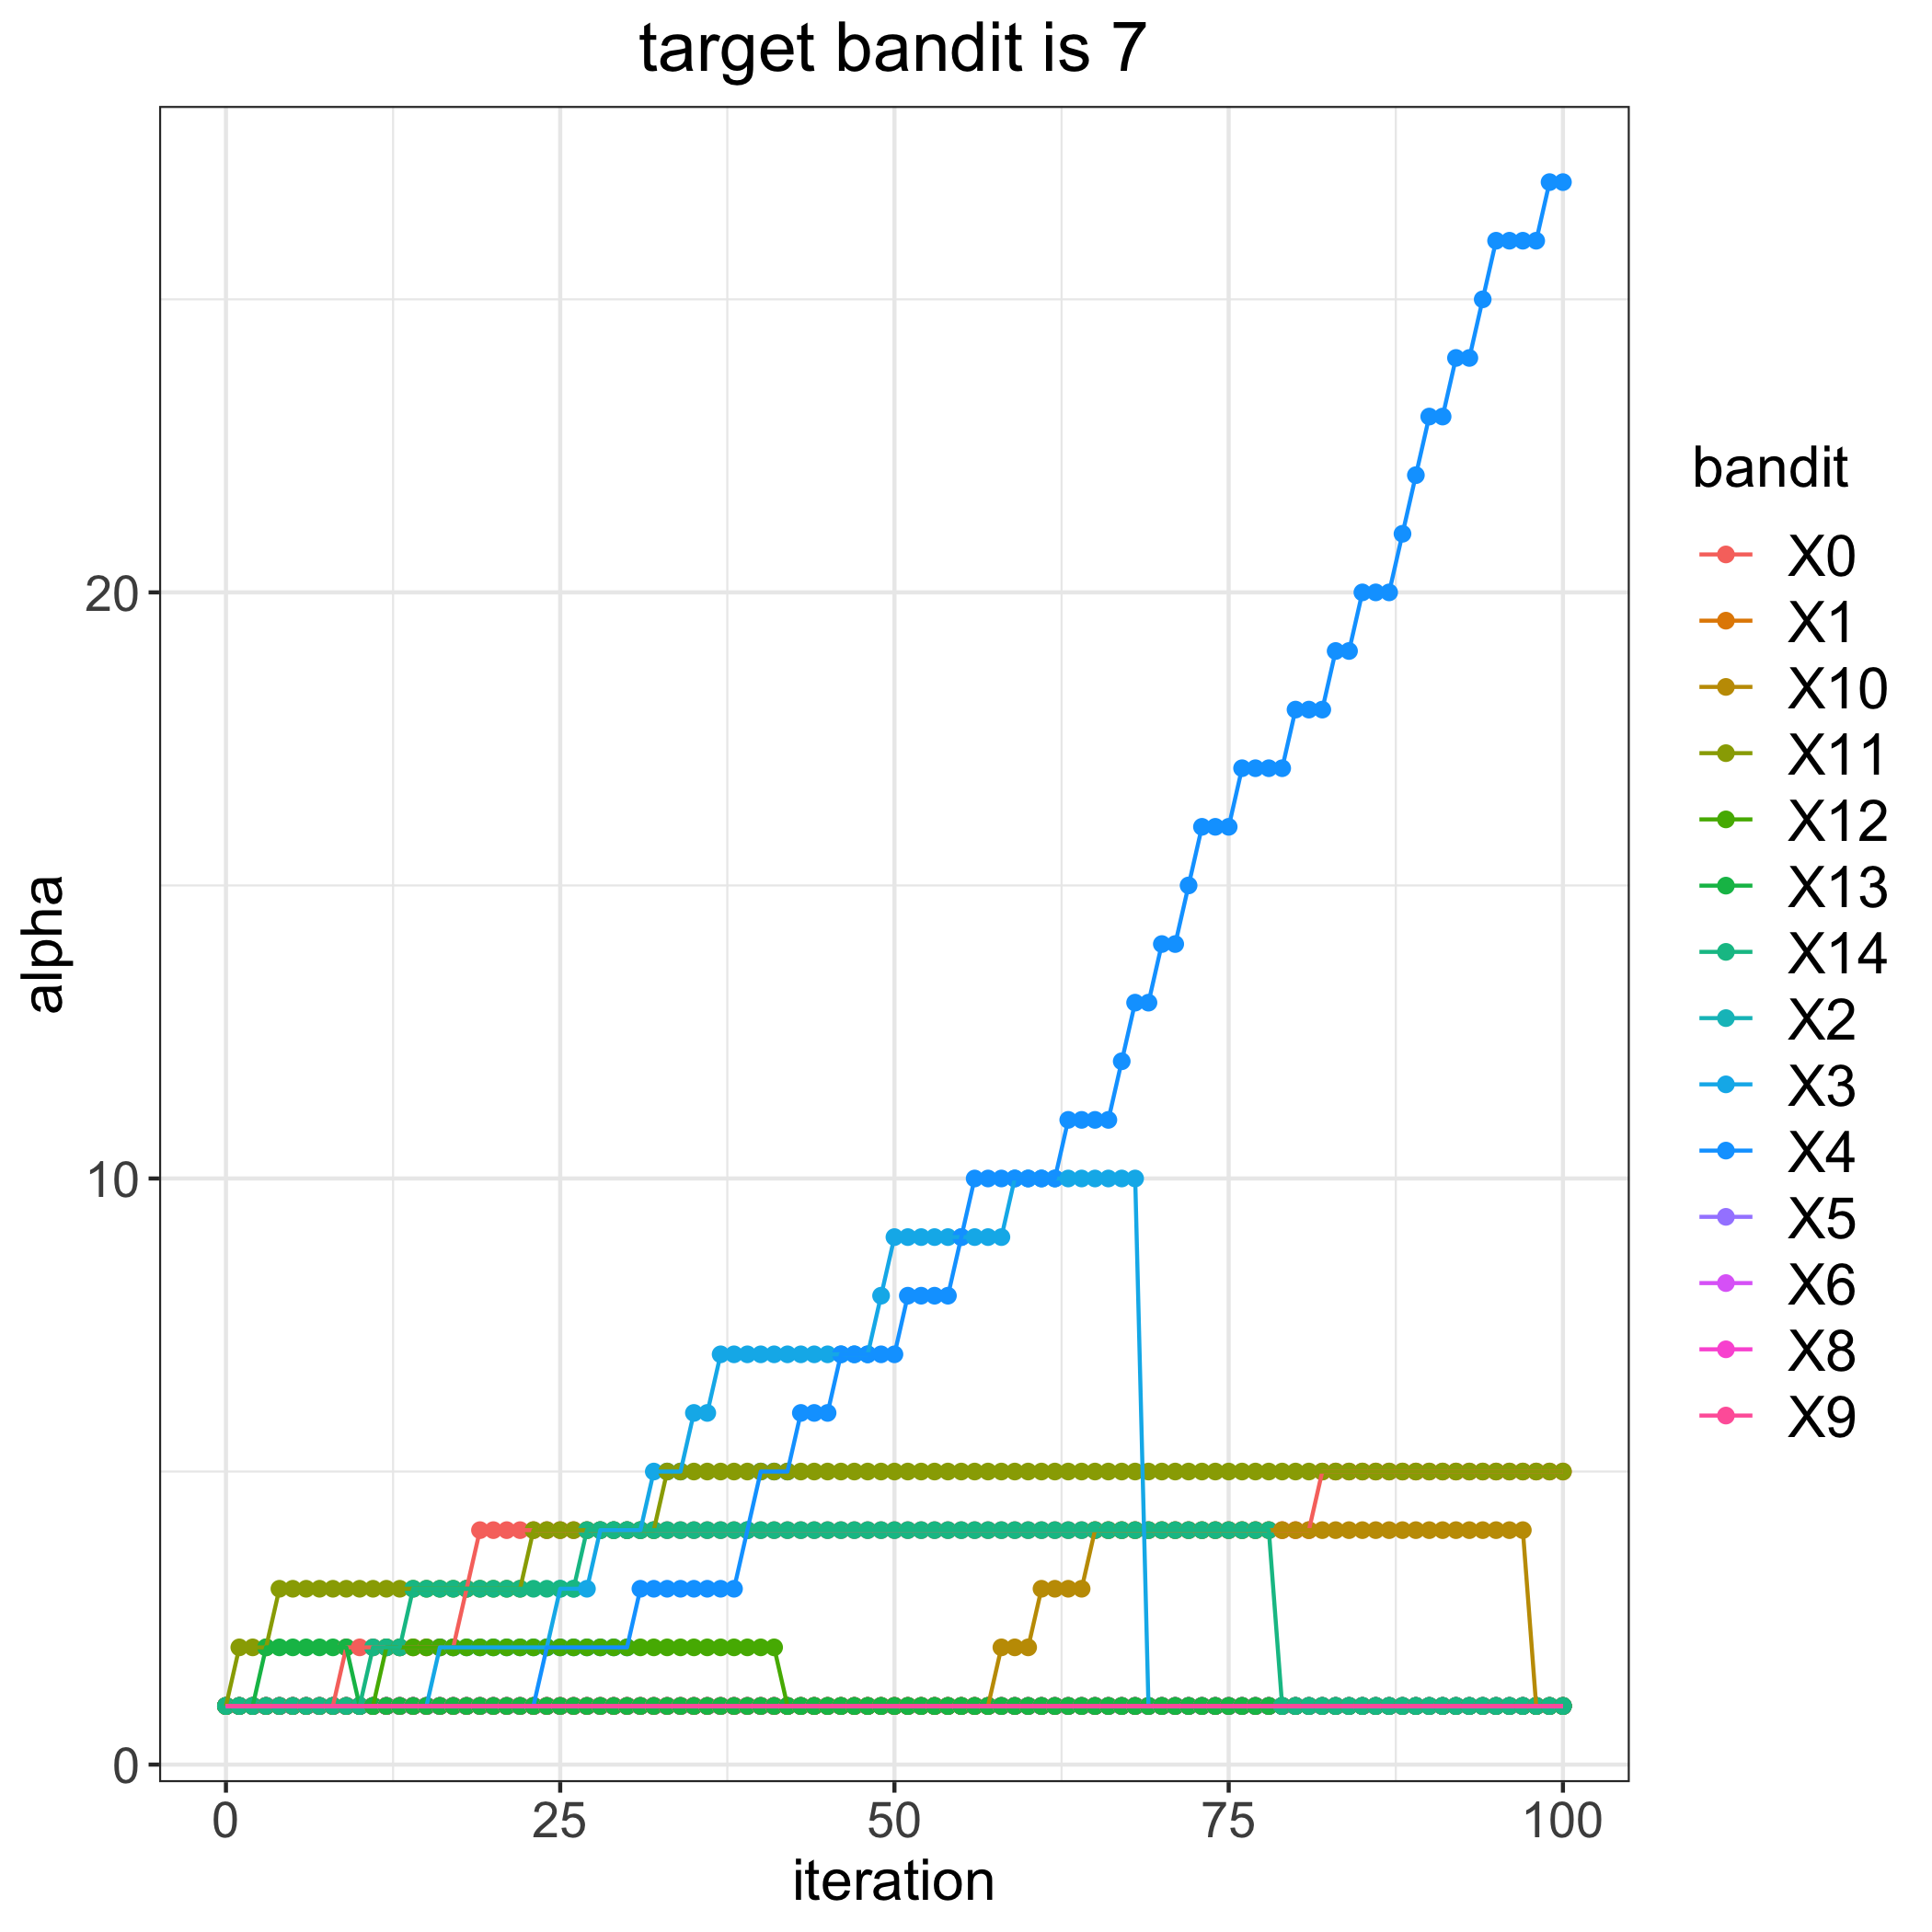 target bandit is 7
alpha
20
10
0
0 25 50 75 100
iteration
bandit
X0
X1
X10
X11
X12
X13
X14
X2
X3
X4
X5
X6
X8
X9